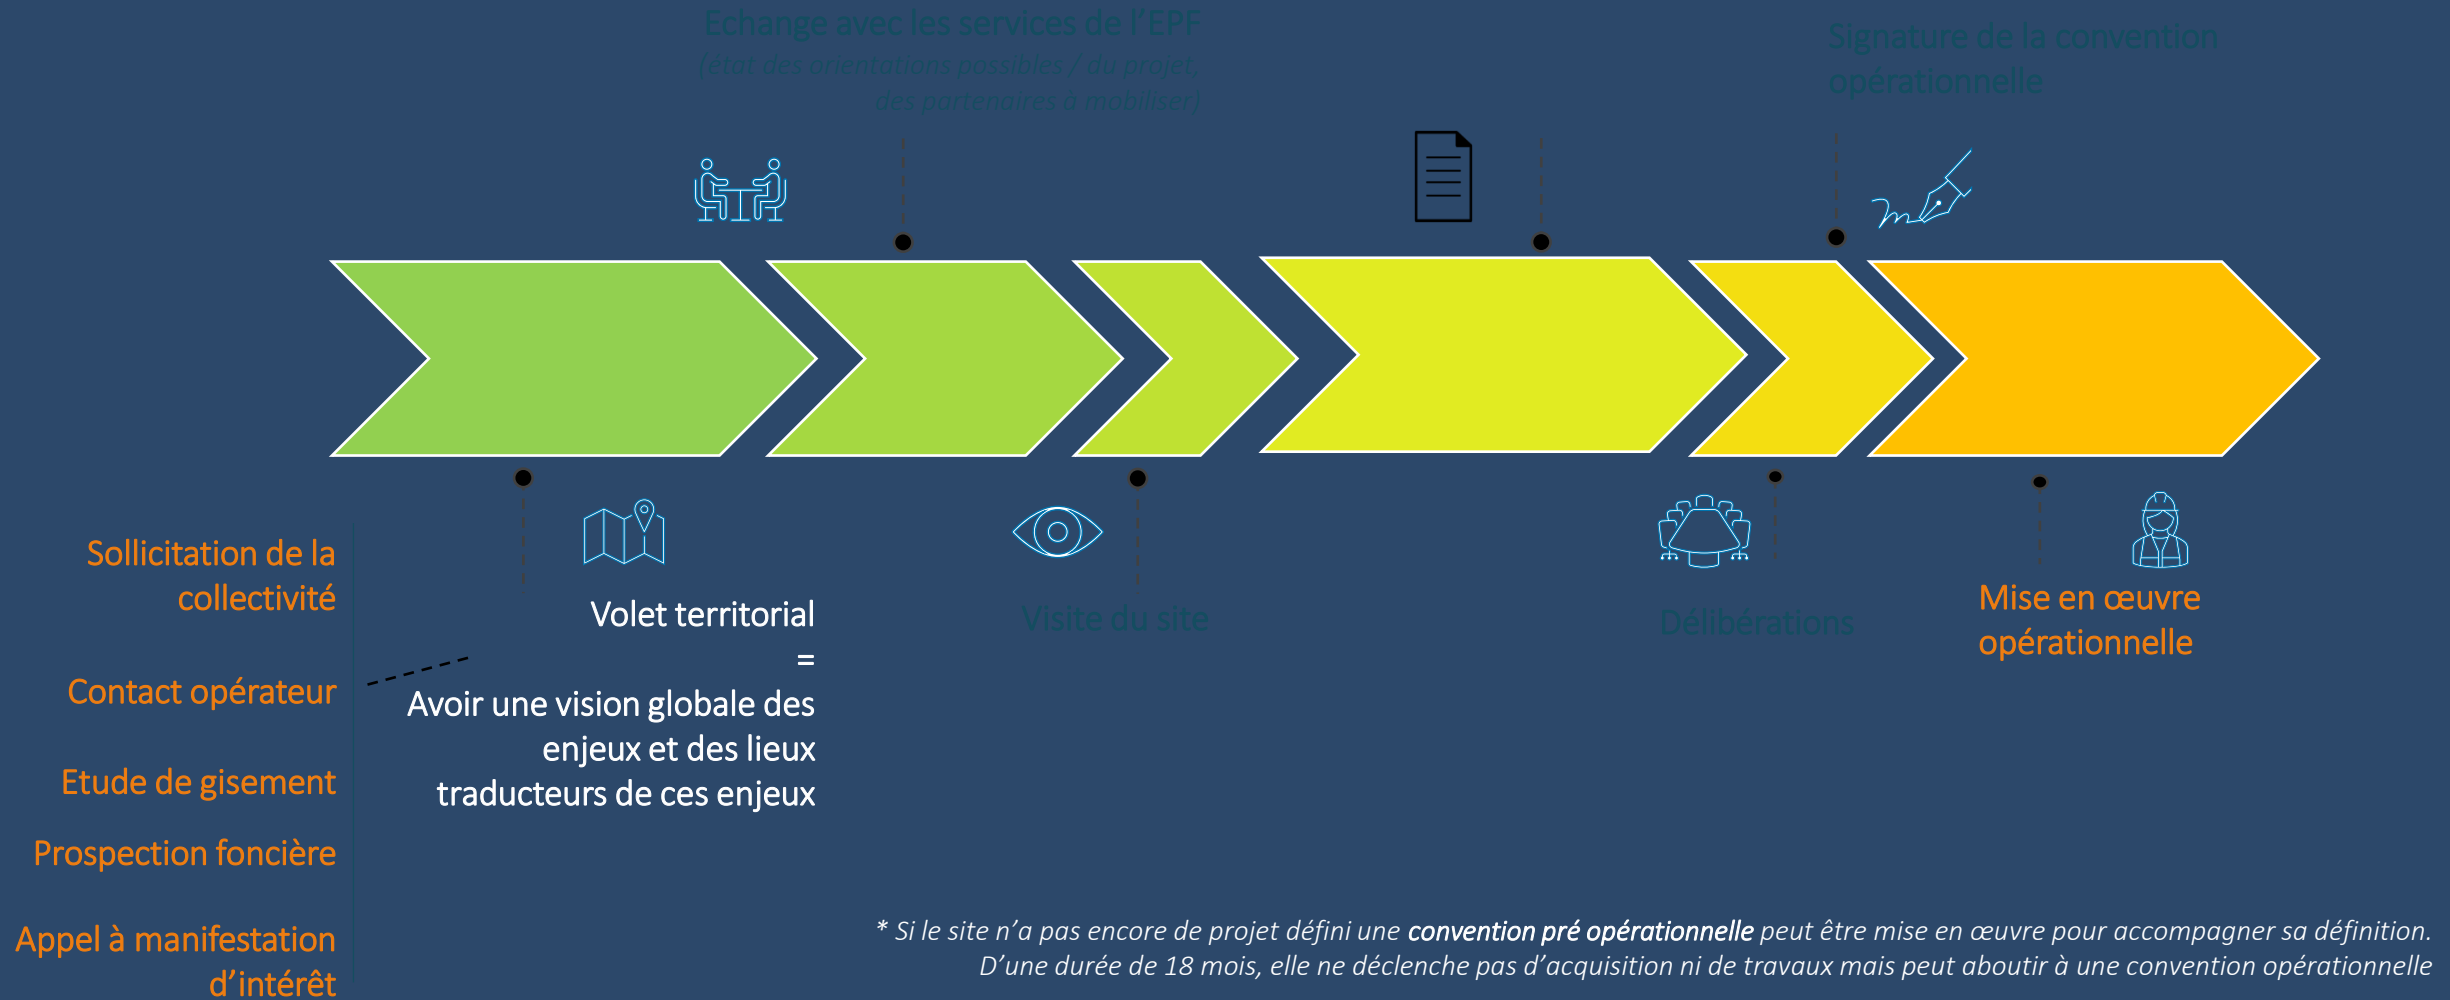 Echange avec les services de l’EPF
(état des orientations possibles / du projet,
des partenaires à mobiliser)
Signature de la convention
opérationnelle
Sollicitation de la
collectivité
Contact opérateur
Etude de gisement
Prospection foncière
Appel à manifestation
d’intérêt
Volet territorial
=
Avoir une vision globale des
enjeux et des lieux
traducteurs de ces enjeux
Visite du site
Délibérations
Mise en œuvre
opérationnelle
* Si le site n’a pas encore de projet défini une convention pré opérationnelle peut être mise en œuvre pour accompagner sa définition.
D’une durée de 18 mois, elle ne déclenche pas d’acquisition ni de travaux mais peut aboutir à une convention opérationnelle